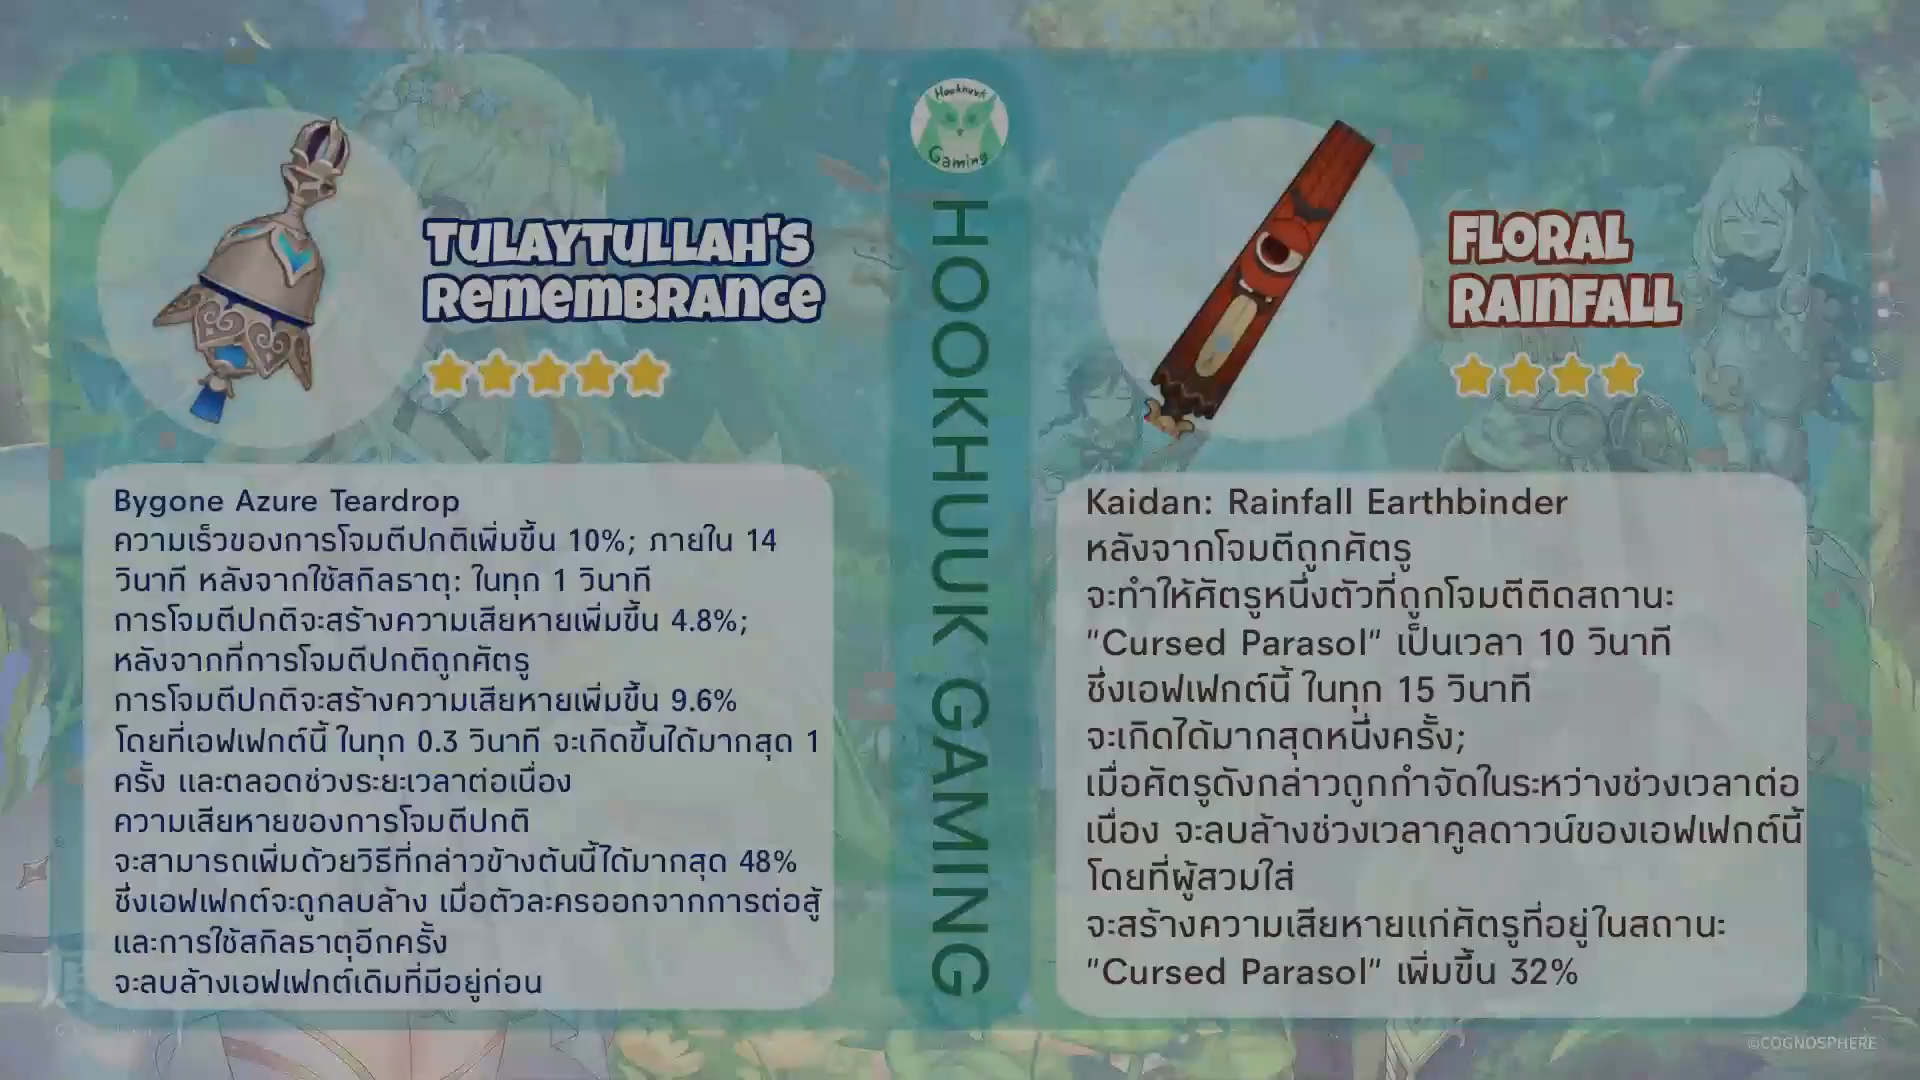 TULAYTULLAH'S
REMEMBRANCE
Bygone Azure Teardrop
ความเร็วของการโจมตีปกติเพิ่มขึ้น 10%; ภายใน 14
วินาที หลังจากใช้สกิลธาตุ: ในทุก 1 วินาที
การโจมตีปกติจะสร้างความเสียหายเพิ่มขึ้น 4.8%;
หลังจากที่การโจมตีปกติถูกศัตรู
การโจมตีปกติจะสร้างความเสียหายเพิ่มขึ้น 9.6%
โดยที่เอฟเฟกต์นี้ ในทุก 0.3 วินาที จะเกิดขึ้นได้มากสุด 1
ครั้ง และตลอดช่วงระยะเวลาต่อเนื่อง
ความเสียหายของการโจมตีปกติ
จะสามารถเพิ่มด้วยวิธีที่กล่าวข้างต้นนี้ได้มากสุด 48%
ซึ่งเอฟเฟกต์จะถูกลบล้าง เมื่อตัวละครออกจากการต่อสู้
และการใช้สกิลธาตุอีกครั้ง
จะลบล้างเอฟเฟกต์เดิมที่มีอยู่ก่อน
Hookhuuk
Gaming
HOOKHUUK GAMING
FLORAL
RAINFALL
Kaidan: Rainfall Earthbinder
หลังจากโจมตีถูกศัตรู
จะทำให้ศัตรูหนึ่งตัวที่ถูกโจมตีติดสถานะ
"Cursed Parasol" เป็นเวลา 10 วินาที
ซึ่งเอฟเฟกต์นี้ ในทุก 15 วินาที
จะเกิดได้มากสุดหนึ่งครั้ง;
เมื่อศัตรูดังกล่าวถูกกำจัดในระหว่างช่วงเวลาต่อ
เนื่อง จะลบล้างช่วงเวลาคูลดาวน์ของเอฟเฟกต์นี้
โดยที่ผู้สวมใส่
จะสร้างความเสียหายแก่ศัตรูที่อยู่ในสถานะ
"Cursed Parasol" เพิ่มขึ้น 32%
©COGNOSPHERE